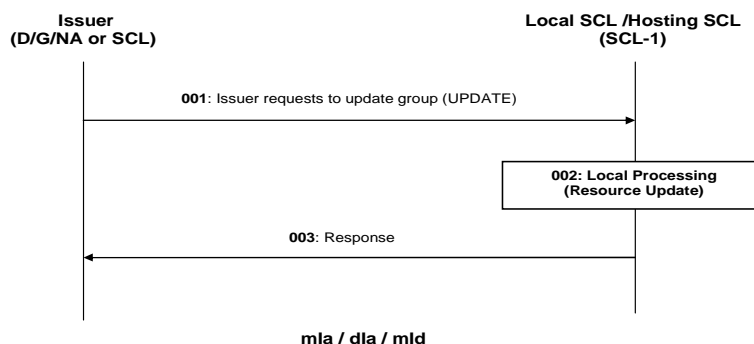 Issuer
(D/G/NA or SCL)
Local SCL /Hosting SCL
(SCL-1)
001: Issuer requests to update group (UPDATE)
002: Local Processing
(Resource Update)
003: Response
mIa / dIa / mId